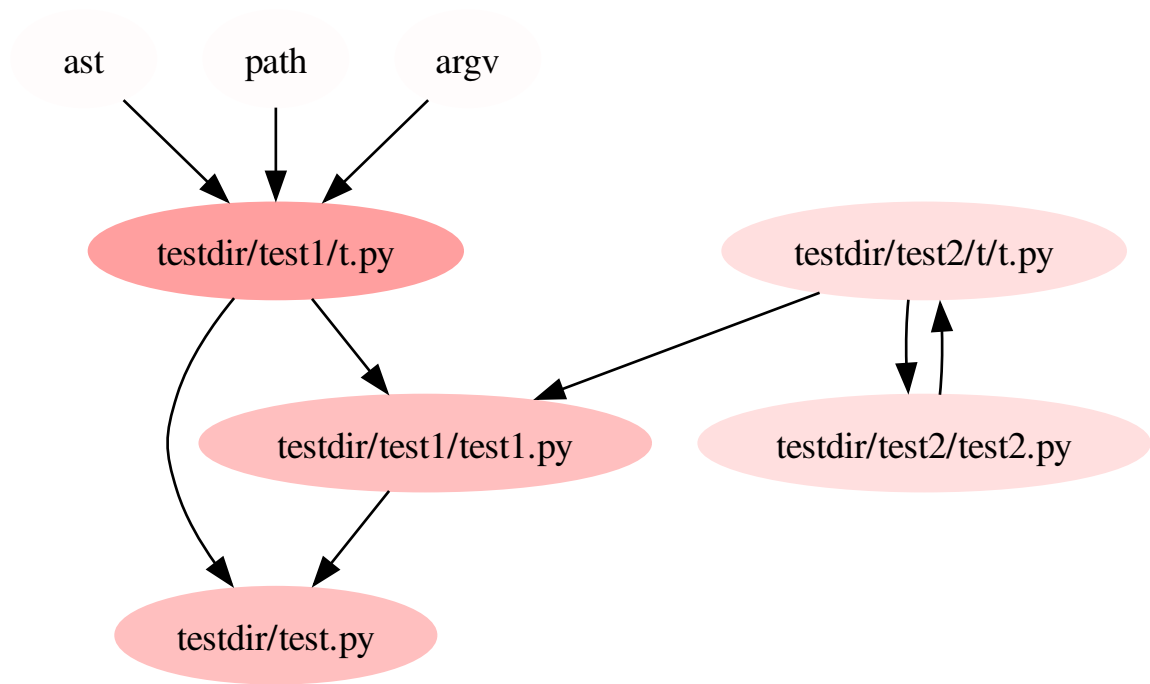 ast
path
argv
testdir/test1/t.py
testdir/test2/t/t.py
testdir/test1/test1.py
testdir/test2/test2.py
testdir/test.py